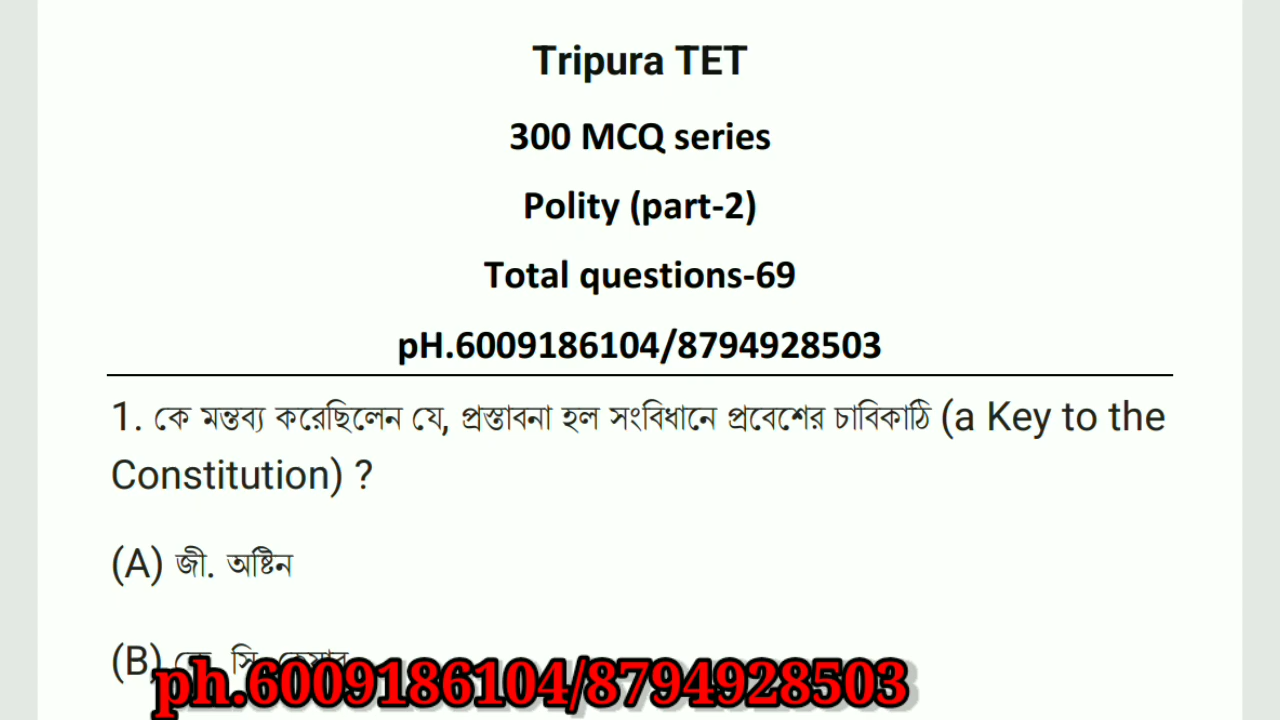 Tripura TET
300 MCQ series
Polity (part-2)
Total questions-69
pH.6009186104/8794928503
1. কে মন্তব্য করেছিলেন যে, প্রস্তাবনা হল সংবিধানে প্রবেশের চাবিকাঠি (a Key to the
Constitution) ?
(A) জী. অষ্টিন
(B) সি.
ph.6009186104/8794928503